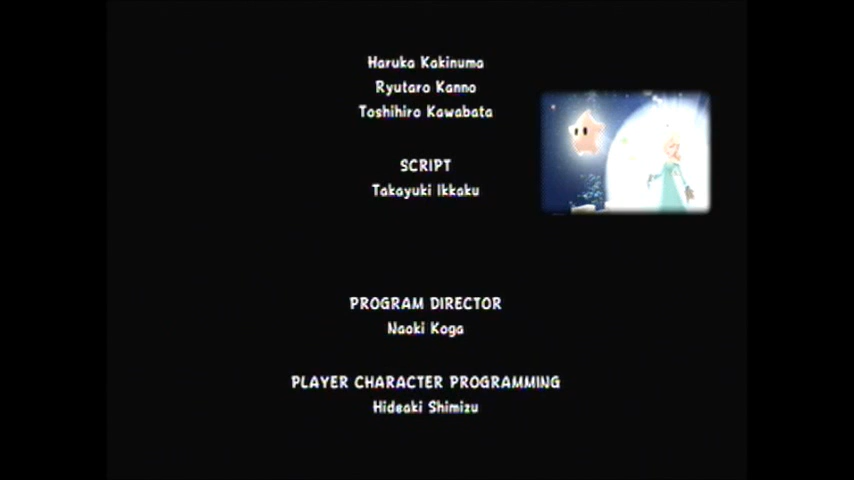 Haruka Kakinuma
Ryutaro Kanno
Toshihiro Kawabata
SCRIPT
Takayuki Ikkaku
PROGRAM DIRECTOR
Naoki Koga
PLAYER CHARACTER PROGRAMMING
Hideaki Shimizu